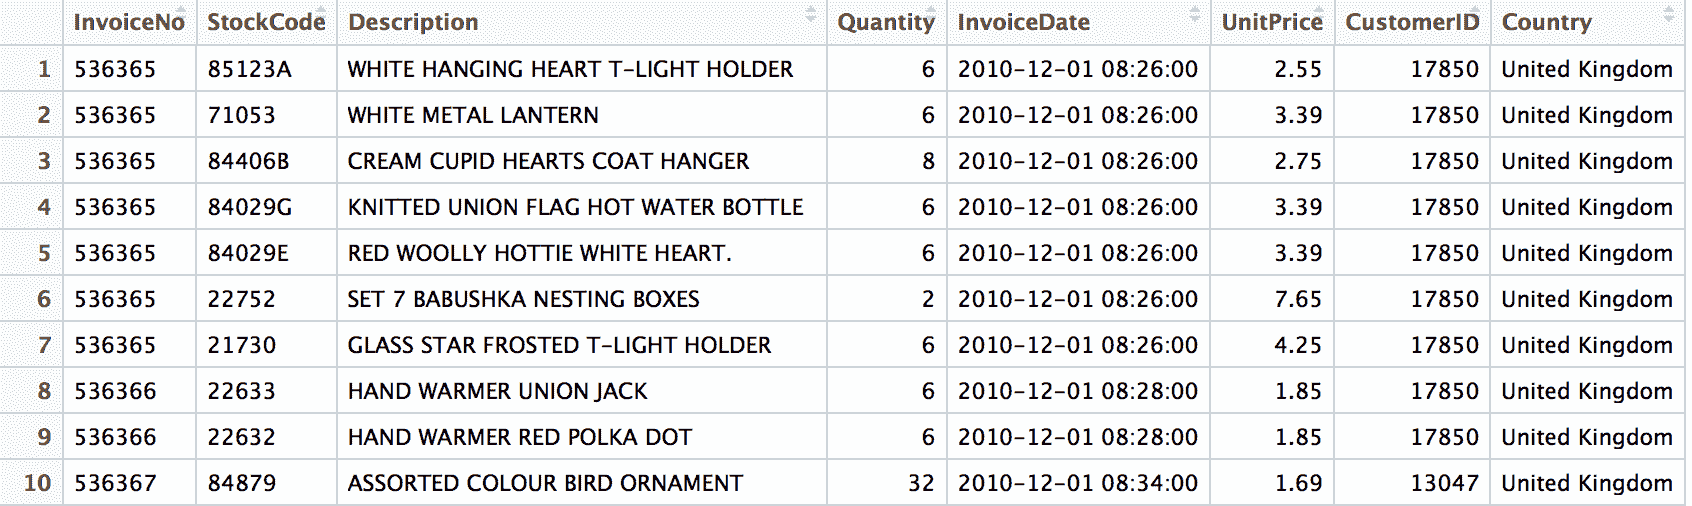 InvoiceNo StockCode Description Quantity InvoiceDate UnitPrice CustomerID Country
1 536365 85123A WHITE HANGING HEART T-LIGHT HOLDER 6 2010-12-01 08:26:00 2.55 17850 United Kingdom
2 536365 71053 WHITE METAL LANTERN 6 2010-12-01 08:26:00 3.39 17850 United Kingdom
3 536365 84406B CREAM CUPID HEARTS COAT HANGER 8 2010-12-01 08:26:00 2.75 17850 United Kingdom
4 536365 84029G KNITTED UNION FLAG HOT WATER BOTTLE 6 2010-12-01 08:26:00 3.39 17850 United Kingdom
5 536365 84029E RED WOOLLY HOTTIE WHITE HEART. 6 2010-12-01 08:26:00 3.39 17850 United Kingdom
6 536365 22752 SET 7 BABUSHKA NESTING BOXES 2 2010-12-01 08:26:00 7.65 17850 United Kingdom
7 536365 21730 GLASS STAR FROSTED T-LIGHT HOLDER 6 2010-12-01 08:26:00 4.25 17850 United Kingdom
8 536366 22633 HAND WARMER UNION JACK 6 2010-12-01 08:28:00 1.85 17850 United Kingdom
9 536366 22632 HAND WARMER RED POLKA DOT 6 2010-12-01 08:28:00 1.85 17850 United Kingdom
10 536367 84879 ASSORTED COLOUR BIRD ORNAMENT 32 2010-12-01 08:34:00 1.69 13047 United Kingdom